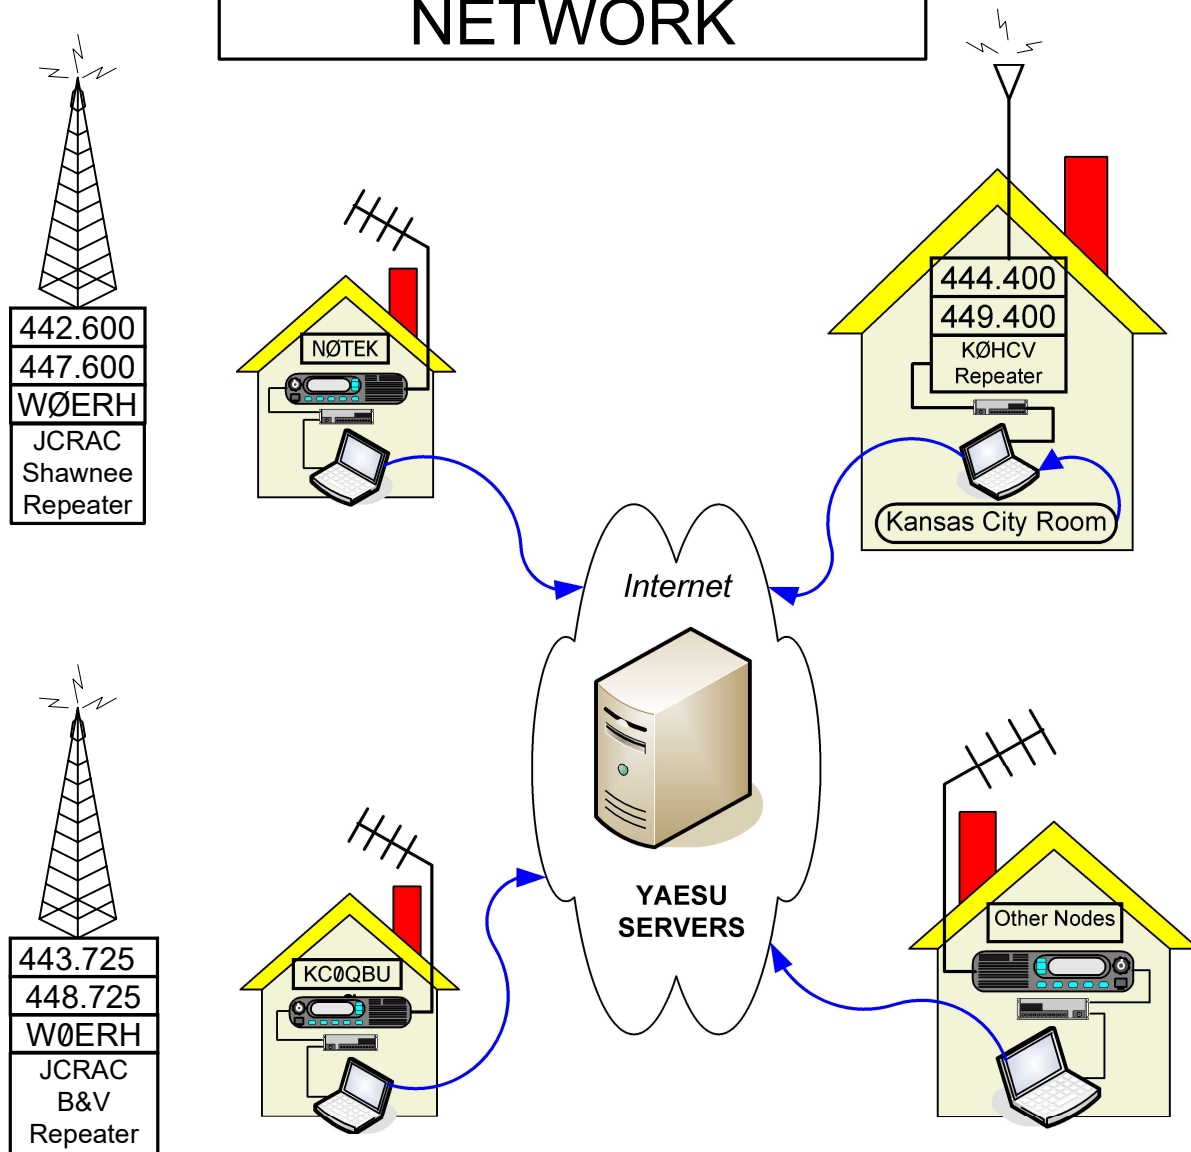 NETWORK
442.600
447.600
WØERH
JCRAC
Shawnee
Repeater
NØTEK
444.400
449.400
KØHCV
Repeater
Kansas City Room
Internet
YAESU
SERVERS
443.725
448.725
W0ERH
JCRAC
B&V
Repeater
KC0QBU
Other Nodes